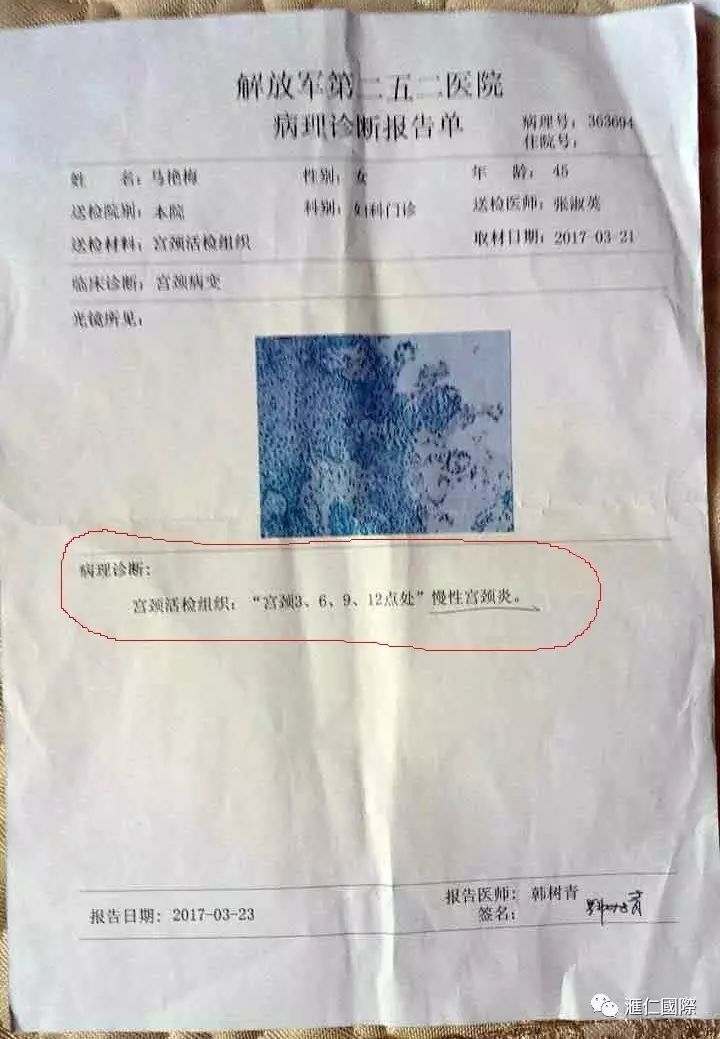 解放军第二五二医院
病理诊断报告单
病理号：363694
住院号：
姓 名：马艳梅 性别：女 年 龄：45
送检院别：本院 科别：妇科门诊 送检医师：张淑英
送检材料：宫颈活检组织 取材日期：2017-03-21
临床诊断：宫颈病变
光镜所见：
病理诊断：
宫颈活检组织：“宫颈3、6、9、12点处”慢性宫颈炎。
报告日期：2017-03-23
报告医师：韩树青
签名：
滙仁國際